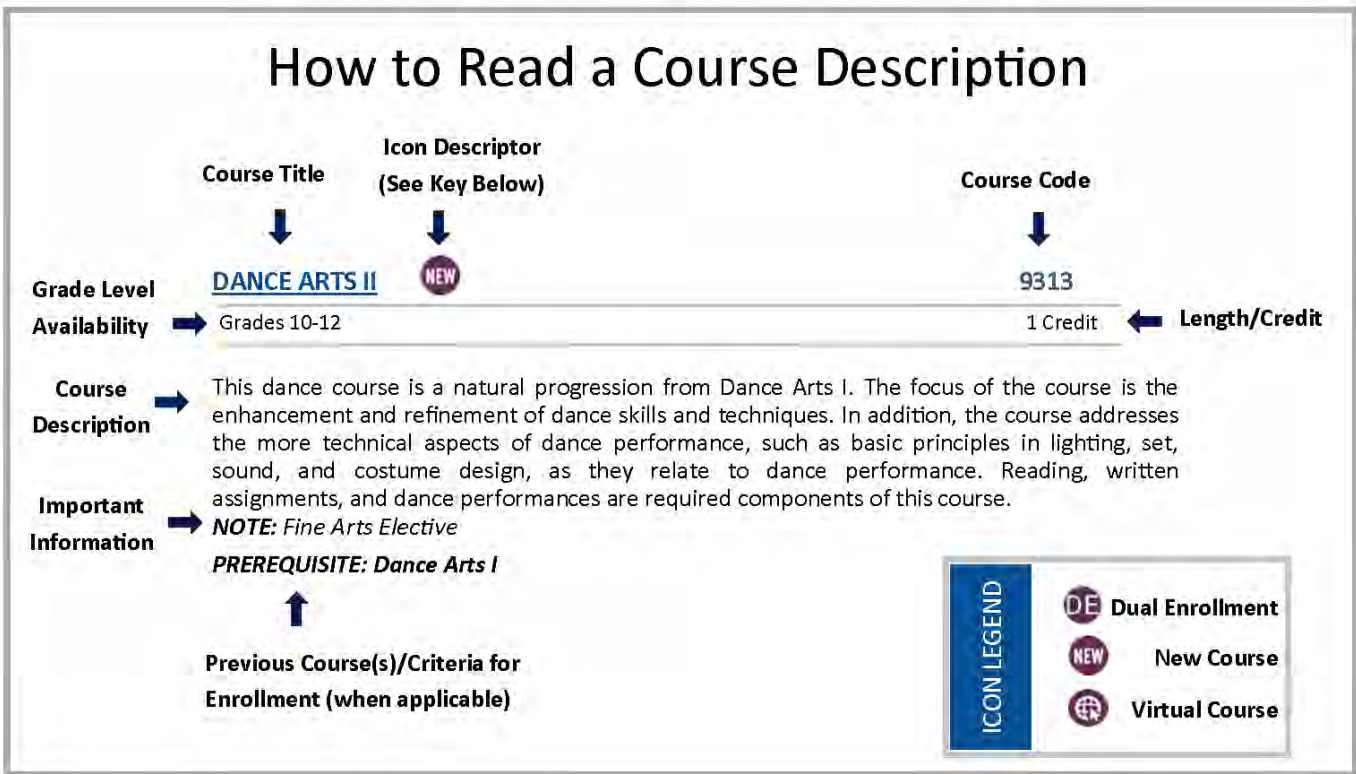 How to Read a Course Description
Icon Descriptor
(See Key Below)
Course Title
Course Code
DANCE ARTS II
NEW
9313
Grade Level
Availability
Grades 10-12
1 Credit
Length/Credit
Course
Description
This dance course is a natural progression from Dance Arts I. The focus of the course is the
enhancement and refinement of dance skills and techniques. In addition, the course addresses
the more technical aspects of dance performance, such as basic principles in lighting, set,
sound, and costume design, as they relate to dance performance. Reading, written
assignments, and dance performances are required components of this course.
Important
Information
NOTE: Fine Arts Elective
PREREQUISITE: Dance Arts I
Previous Course(s)/Criteria for
Enrollment (when applicable)
ICON LEGEND
DE Dual Enrollment
NEW New Course
Virtual Course